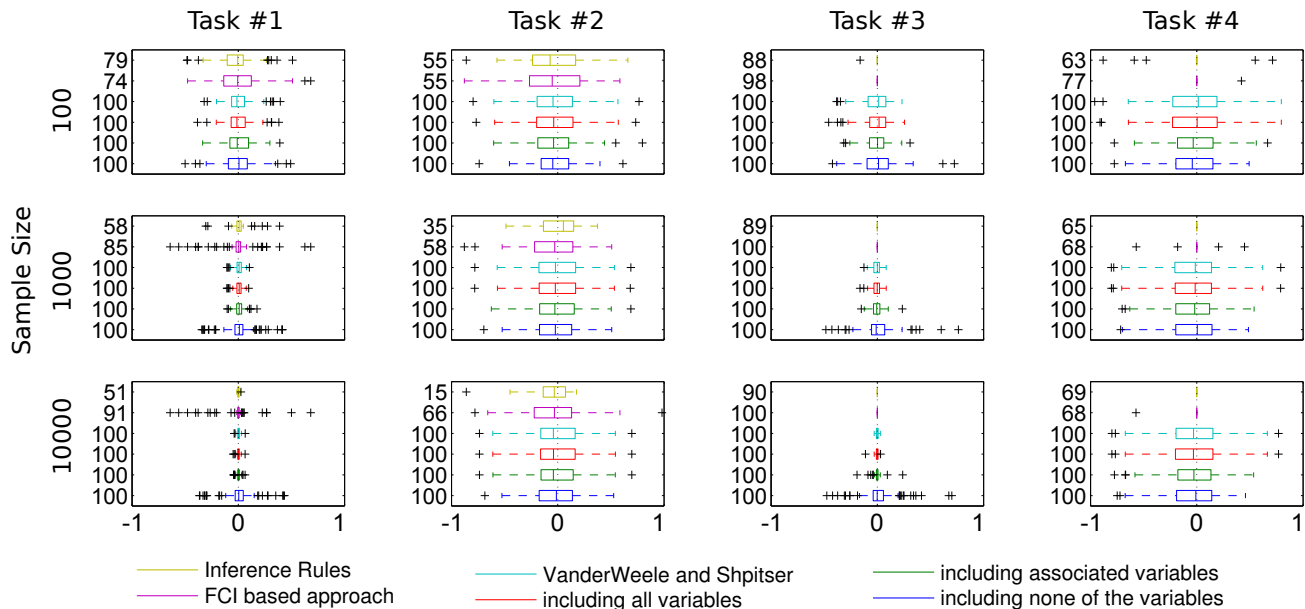 Task #1 Task #2 Task #3 Task #4
Sample Size
100
79 55 88 63
74 55 98 77
100 100 100 100
100 100 100 100
100 100 100 100
100 100 100 100
1000
58 35 89 65
85 58 100 68
100 100 100 100
100 100 100 100
100 100 100 100
100 100 100 100
10000
51 15 90 69
91 66 100 68
100 100 100 100
100 100 100 100
100 100 100 100
100 100 100 100
-1 0 1 -1 0 1 -1 0 1 -1 0 1
Inference Rules VanderWeele and Shpitser including associated variables
FCI based approach including all variables including none of the variables